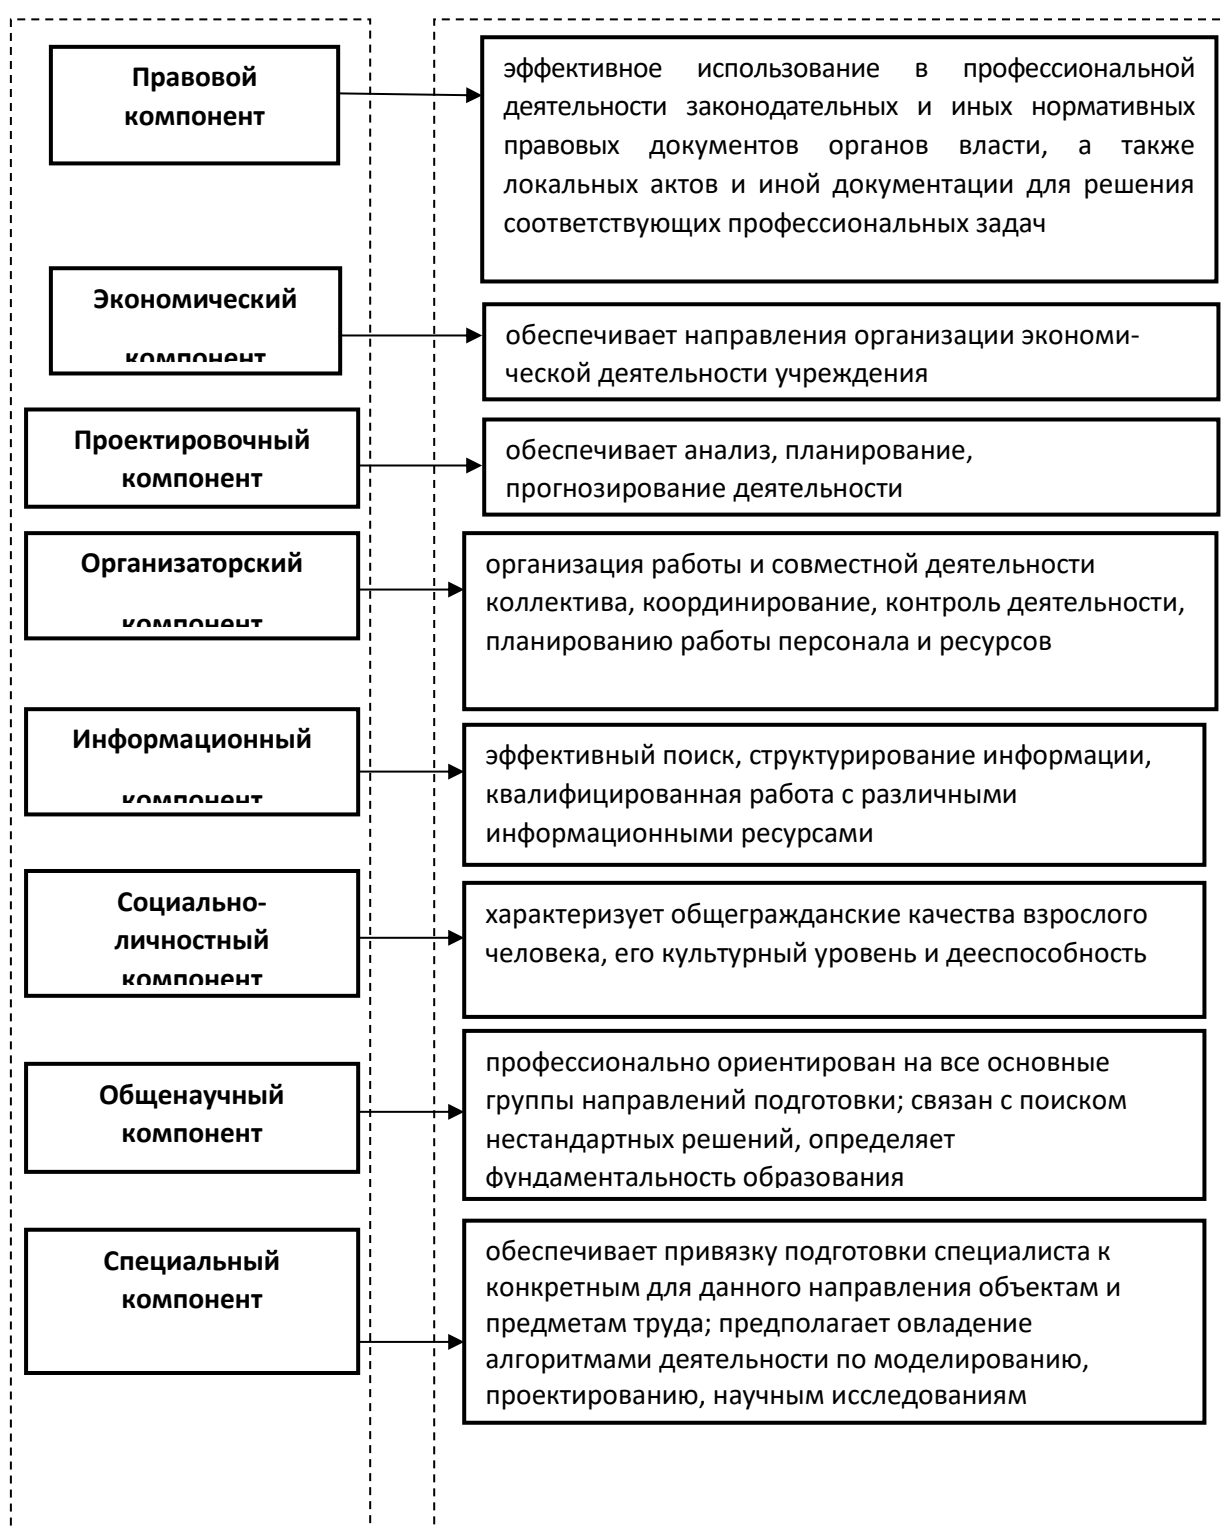 Правовой
компонент
эффективное использование в профессиональной
деятельности законодательных и иных нормативных
правовых документов органов власти, а также
локальных актов и иной документации для решения
соответствующих профессиональных задач
Экономический
компонент
обеспечивает направления организации экономи-
ческой деятельности учреждения
Проектировочный
компонент
обеспечивает анализ, планирование,
прогнозирование деятельности
Организаторский
компонент
организация работы и совместной деятельности
коллектива, координирование, контроль деятельности,
планированию работы персонала и ресурсов
Информационный
компонент
эффективный поиск, структурирование информации,
квалифицированная работа с различными
информационными ресурсами
Социально-
личностный
компонент
характеризует общегражданские качества взрослого
человека, его культурный уровень и дееспособность
Общенаучный
компонент
профессионально ориентирован на все основные
группы направлений подготовки; связан с поиском
нестандартных решений, определяет
фундаментальность образования
Специальный
компонент
обеспечивает привязку подготовки специалиста к
конкретным для данного направления объектам и
предметам труда; предполагает овладение
алгоритмами деятельности по моделированию,
проектированию, научным исследованиям